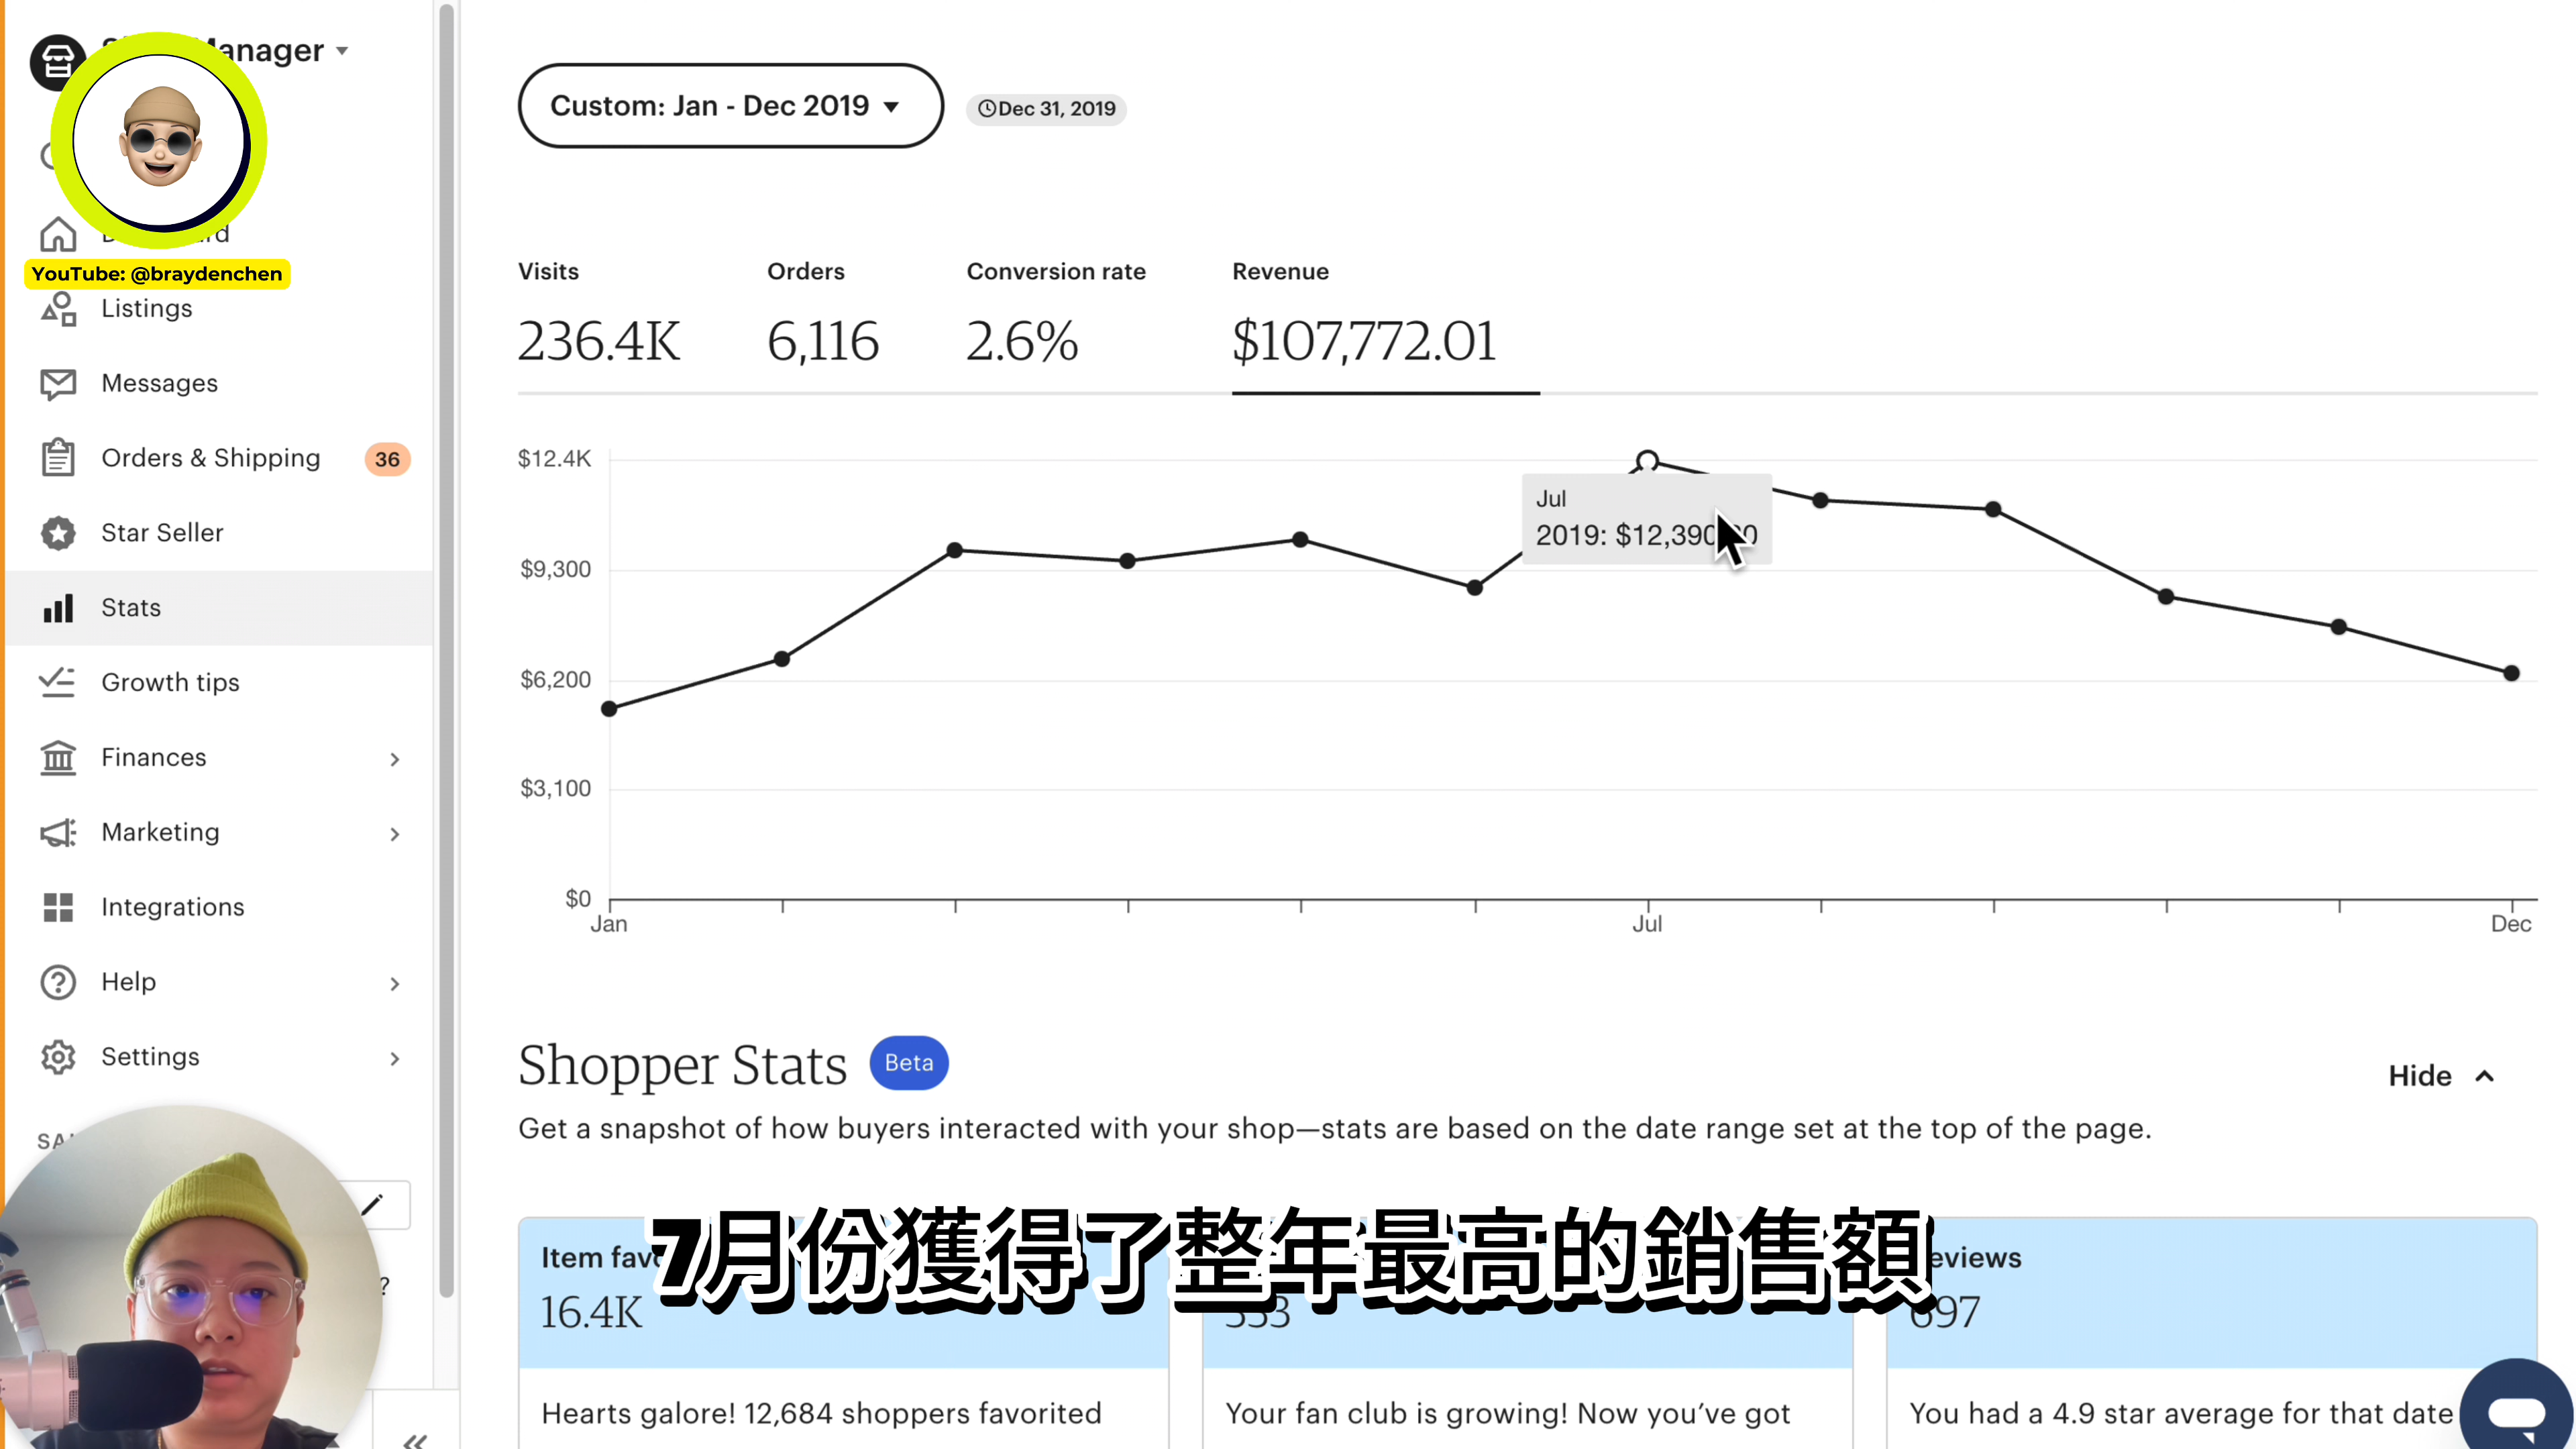 anager
YouTube: @braydenchen
Listings
Messages
Orders & Shipping 36
Star Seller
Stats
Growth tips
Finances
Marketing
Integrations
Help
Settings
Custom: Jan - Dec 2019
Dec 31, 2019
Visits Orders Conversion rate Revenue
236.4K 6,116 2.6% $107,772.01
$12.4K
$9,300
$6,200
$3,100
$0
Jul
2019: $12,390
Jan Jul Dec
Shopper Stats Beta
Hide
Get a snapshot of how buyers interacted with your shop—stats are based on the date range set at the top of the page.
7月份獲得了整年最高的銷售額
Item
eviews
16.4K
697
Hearts galore! 12,684 shoppers favorited
Your fan club is growing! Now you’ve got
You had a 4.9 star average for that date